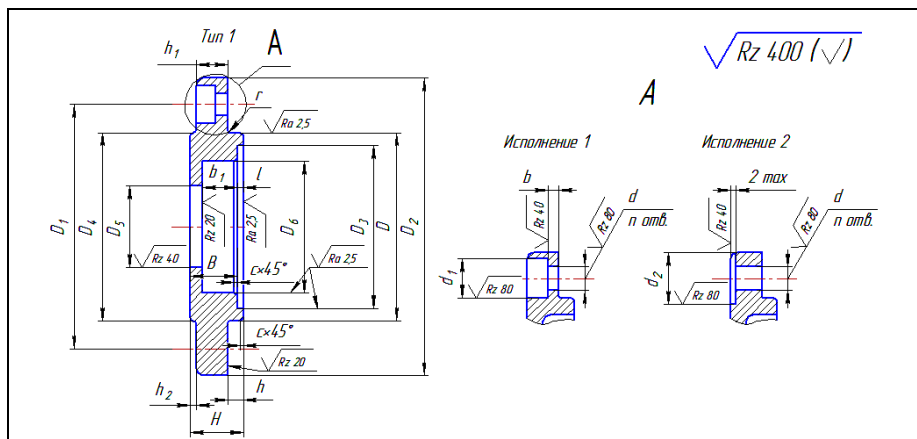 Тип 1
A
h1
r
Ra 2,5
D1
D4
D5
b1
l
Rz 20
Ra 2,5
D6
D3
D
D2
Rz 40
B
c×45°
Ra 2,5
c×45°
Rz 20
h2
h
H
Rz 400 (√)
A
Исполнение 1
b
Rz 40
Rz 80
d
n отв.
d1
Rz 80
Исполнение 2
2 max
Rz 40
Rz 80
d
n отв.
d2
Rz 80